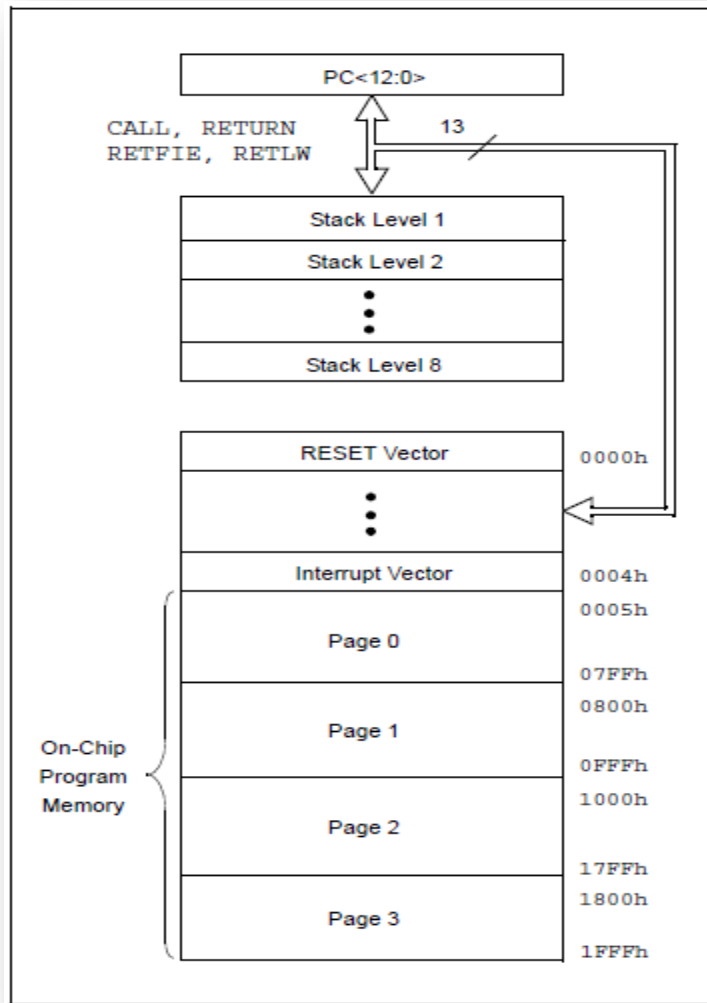 PC<12:0>
CALL, RETURN
RETFIE, RETLW
13
Stack Level 1
Stack Level 2
Stack Level 8
RESET Vector
0000h
Interrupt Vector
0004h
0005h
Page 0
07FFh
0800h
Page 1
On-Chip
Program
Memory
0FFFh
1000h
Page 2
17FFh
1800h
Page 3
1FFFh